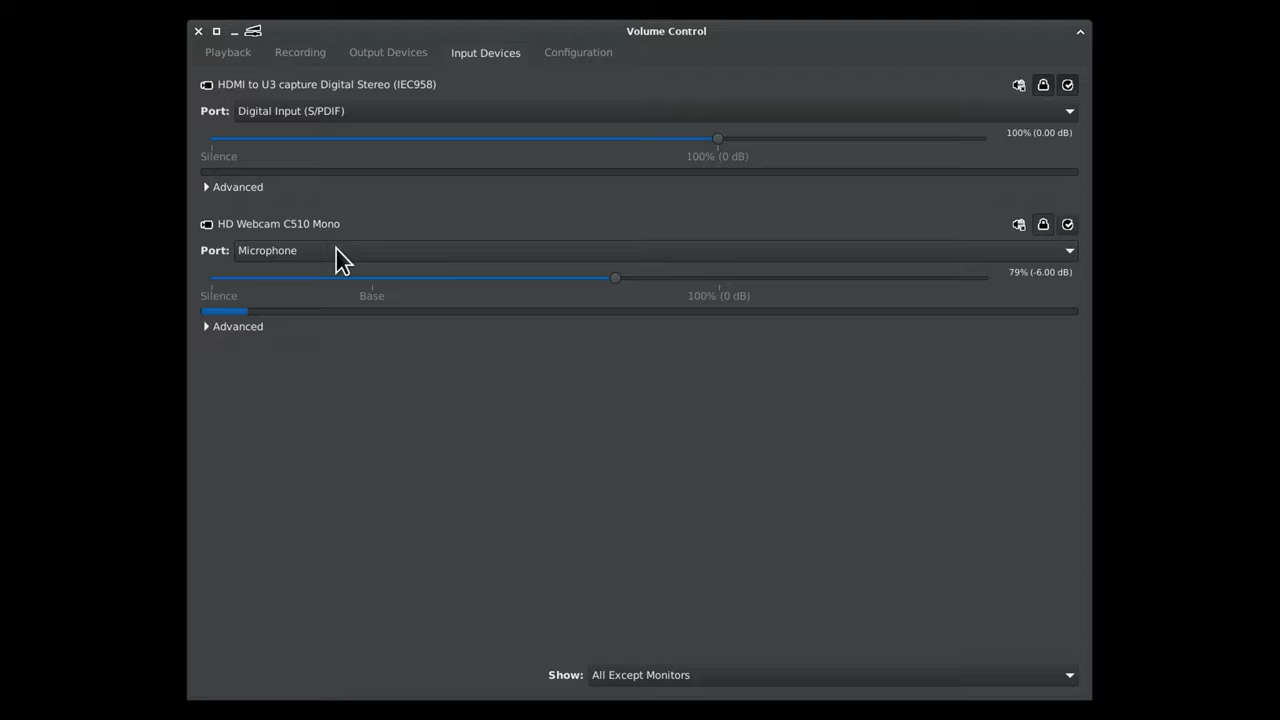 Volume Control
Playback Recording Output Devices Input Devices Configuration
HDMI to U3 capture Digital Stereo (IEC958)
Port: Digital Input (S/PDIF)
100% (0.00 dB)
Silence 100% (0 dB)
Advanced
HD Webcam C510 Mono
Port: Microphone
79% (-6.00 dB)
Silence Base 100% (0 dB)
Advanced
Show: All Except Monitors